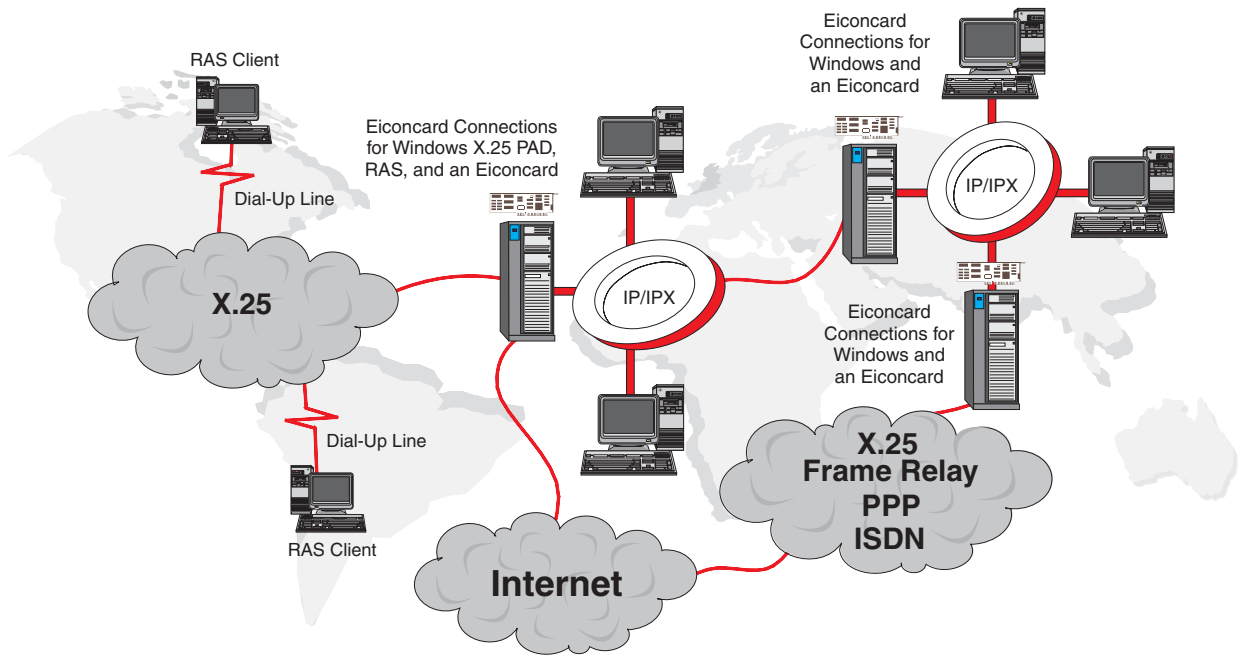 RAS Client
Dial-Up Line
X.25
Dial-Up Line
RAS Client
Eiconcard Connections
for Windows X.25 PAD,
RAS, and an Eiconcard
IP/IPX
Eiconcard
Connections for
Windows and
an Eiconcard
IP/IPX
Eiconcard
Connections for
Windows and
an Eiconcard
X.25
Frame Relay
PPP
ISDN
Internet